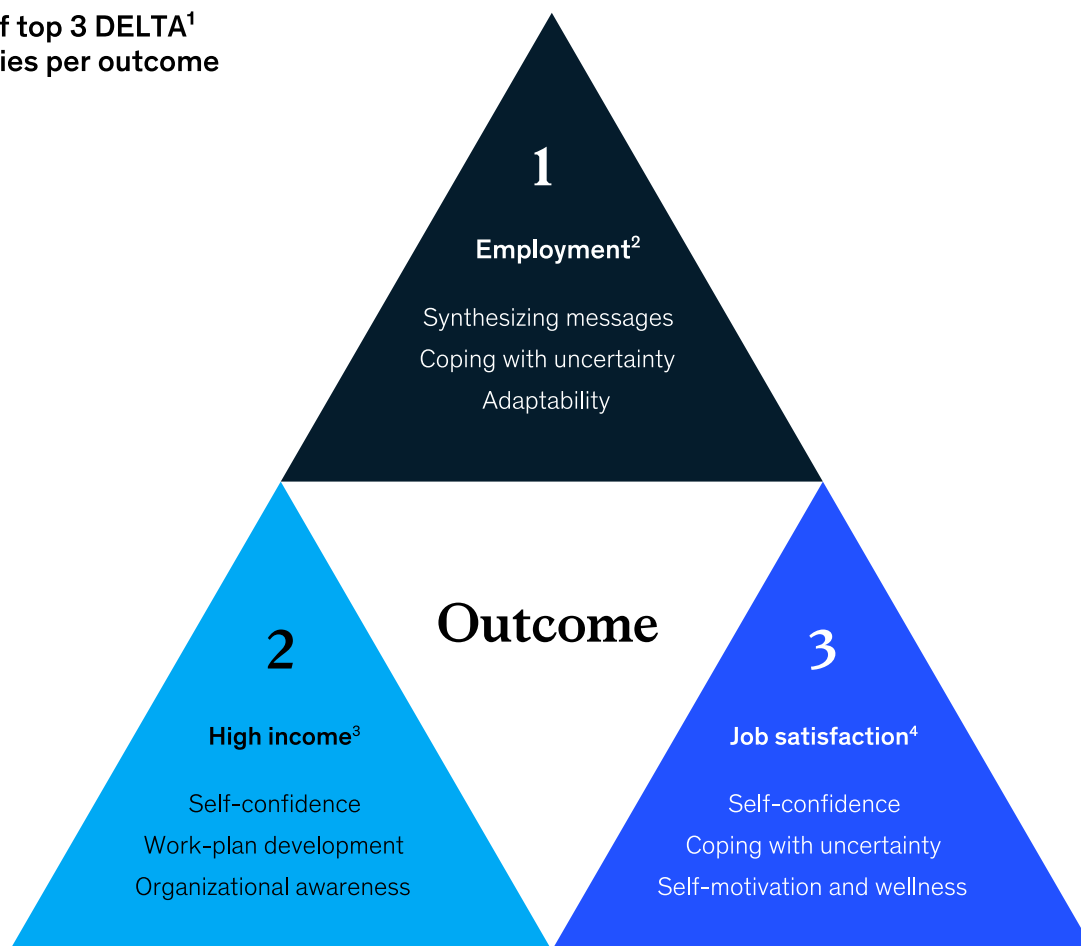 f top 3 DELTA¹
ies per outcome
1
Employment²
Synthesizing messages
Coping with uncertainty
Adaptability
Outcome
2
High income³
Self-confidence
Work-plan development
Organizational awareness
3
Job satisfaction⁴
Self-confidence
Coping with uncertainty
Self-motivation and wellness